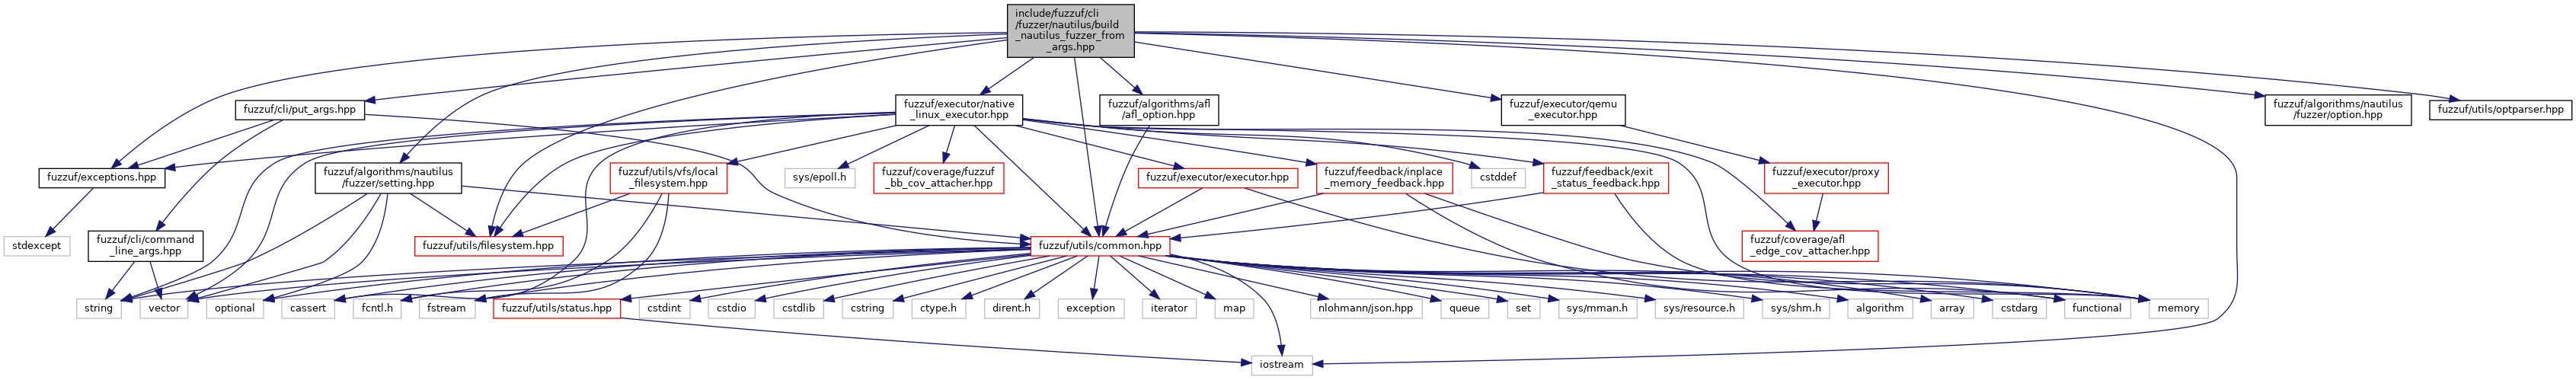 include/fuzzuf/cli
/fuzzer/nautilus/build
_nautilus_fuzzer_from
_args.hpp
fuzzuf/cli/put_args.hpp
fuzzuf/executor/native
_linux_executor.hpp
fuzzuf/algorithms/afl
/afl_option.hpp
fuzzuf/executor/qemu
_executor.hpp
fuzzuf/algorithms/nautilus
/fuzzer/option.hpp
fuzzuf/utils/optparser.hpp
fuzzuf/exceptions.hpp
fuzzuf/algorithms/nautilus
/fuzzer/setting.hpp
fuzzuf/utils/vfs/local
_filesystem.hpp
sys/epoll.h
fuzzuf/coverage/fuzzuf
_bb_cov_attacher.hpp
fuzzuf/executor/executor.hpp
fuzzuf/feedback/inplace
_memory_feedback.hpp
cstddef
fuzzuf/feedback/exit
_status_feedback.hpp
fuzzuf/executor/proxy
_executor.hpp
stdexcept
fuzzuf/cli/command
_line_args.hpp
fuzzuf/utils/filesystem.hpp
fuzzuf/utils/common.hpp
fuzzuf/coverage/afl
_edge_cov_attacher.hpp
string
vector
optional
cassert
fcntl.h
fstream
fuzzuf/utils/status.hpp
cstdint
cstdio
cstdlib
cstring
ctype.h
dirent.h
exception
iterator
map
nlohmann/json.hpp
queue
set
sys/mman.h
sys/resource.h
sys/shm.h
algorithm
array
cstdarg
functional
memory
iostream